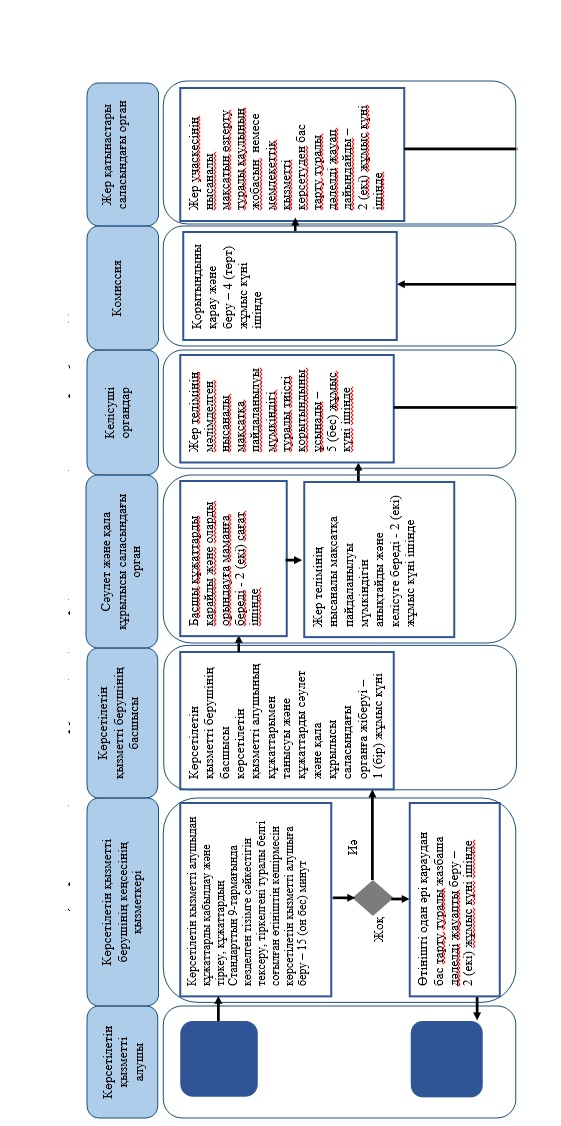 Көрсетілетін
қызметті
алушы
Көрсетілетін қызметті
берушінің кеңсесінің
қызметкері
Көрсетілетін
қызметті берушінің
басшысы
Сәулет және қала
құрылысы саласындағы
орган
Келісуші
органдар
Комиссия
Жер қатынастары
саласындағы орган
Көрсетілетін қызметті алушыдан
құжаттарды қабылдау және
тіркеу, құжаттардың
Стандарттың 9-тармағында
көзделген тізімге сәйкестігін
тексеру, тіркелгені туралы белгі
соғылған өтініштің көшірмесін
көрсетілетін қызметті алушыға
беру – 15 (он бес) минут
Иә
Жоқ
Өтінішті одан әрі қараудан
бас тарту туралы жазбаша
дәлелді жауапты беру –
2 (екі) жұмыс күні ішінде
Көрсетілетін
қызметті берушінің
басшысы
көрсетілетін
қызметті алушының
құжаттарымен
танысуы және
құжаттарды сәулет
және қала
құрылысы
саласындағы
органға жіберуі –
1 (бір) жұмыс күні
Басшы құжаттарды
қарайды және оларды
орындауға маманға
береді - 2 (екі) сағат
ішінде
Жер телімінің
нысаналы мақсатқа
пайдаланылуы
мүмкіндігін
анықтайды және
келісуге береді - 2 (екі)
жұмыс күні ішінде
Жер телімінің
мәлімделген
нысаналы
мақсатқа
пайдаланылуы
мүмкіндігі
туралы тиісті
қорытындыны
ұсынады –
5 (бес) жұмыс
күні ішінде
Қорытындыны
қарау және
беру – 4 (төрт)
жұмыс күні
ішінде
Жер учаскесінің
нысаналы
мақсатын өзгерту
туралы қаулының
жобасын немесе
мемлекеттік
қызметті
көрсетуден бас
тарту туралы
дәлелді жауап
дайындайды –
2 (екі) жұмыс күні
ішінде